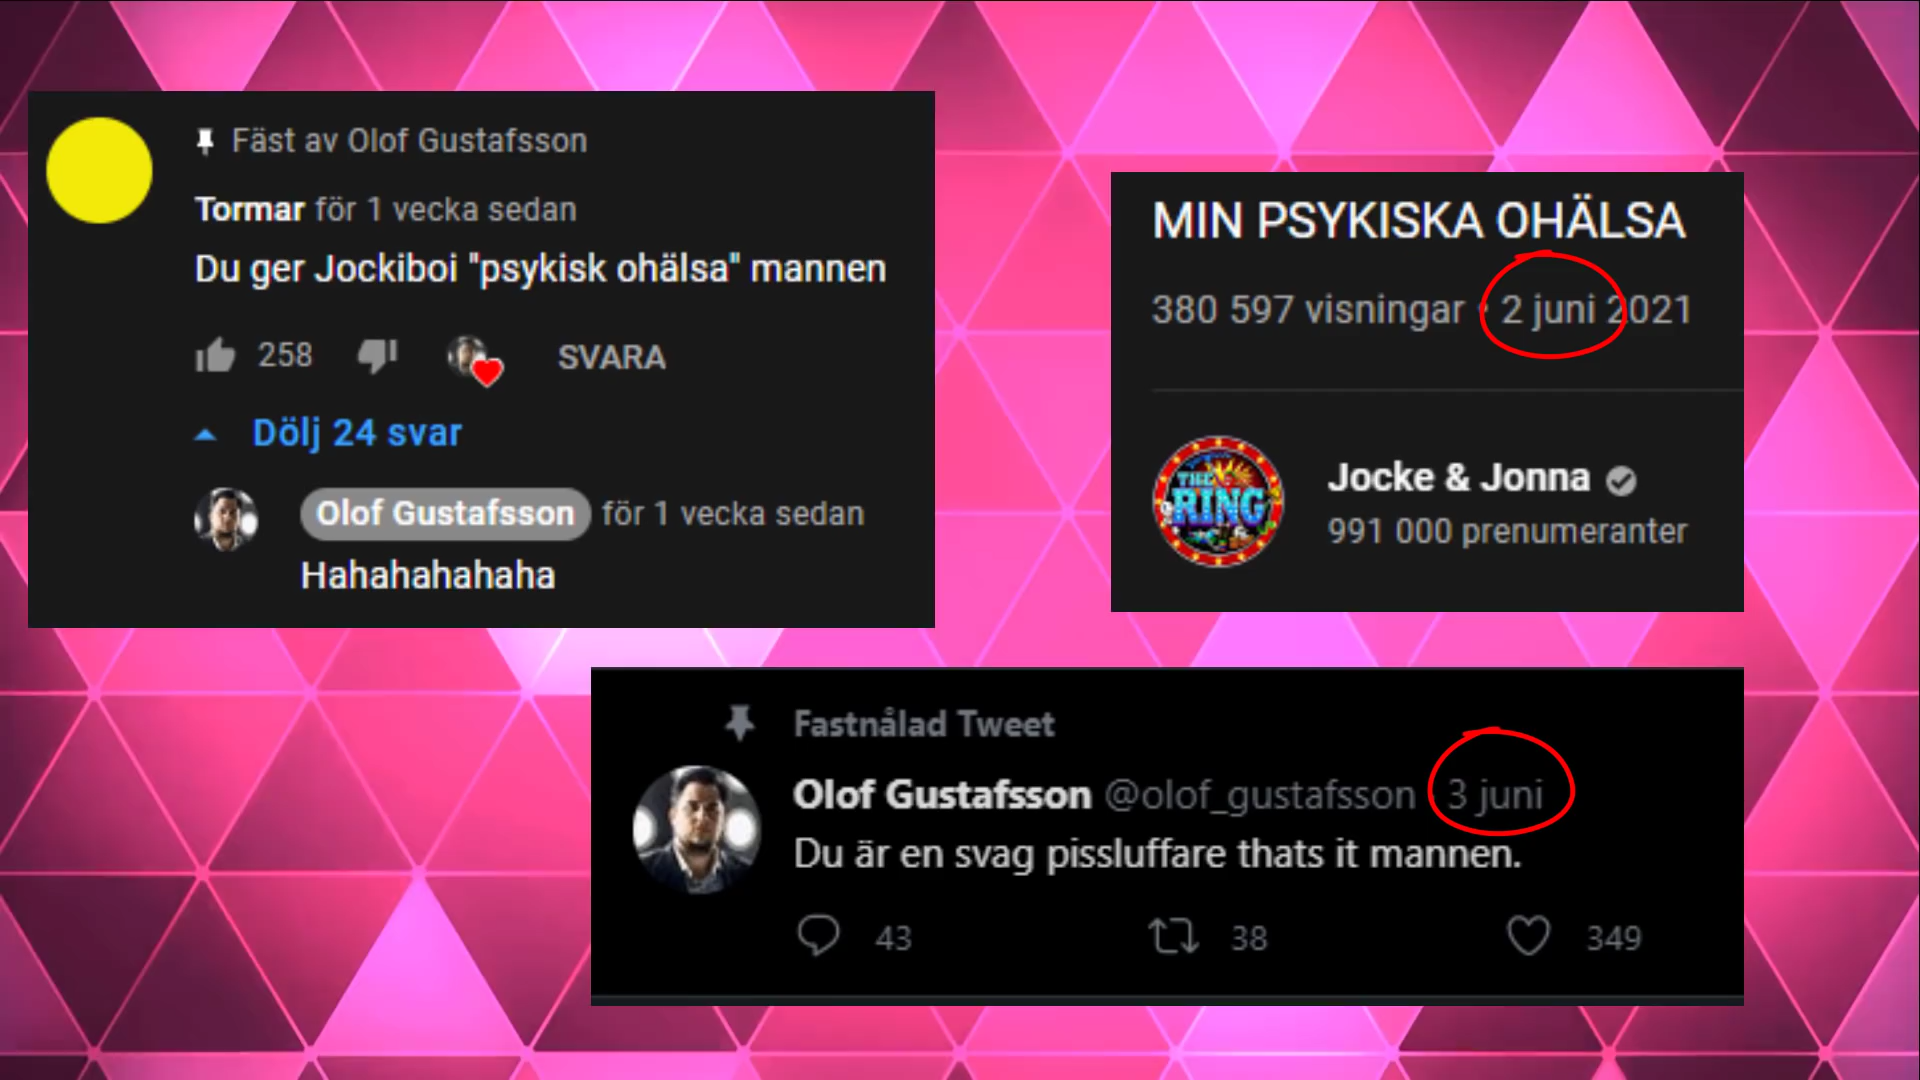 Fäst av Olof Gustafsson
Tormar för 1 vecka sedan
Du ger Jockiboi "psykisk ohälsa" mannen
258 SVARA
Dölj 24 svar
Olof Gustafsson för 1 vecka sedan
Hahahahahaha
MIN PSYKISKA OHÄLSA
380 597 visningar • 2 juni 2021
THE
RING
Jocke & Jonna
991 000 prenumeranter
Fastnålad Tweet
Olof Gustafsson @olof_gustafsson 3 juni
Du är en svag pissluffare thats it mannen.
43 38 349